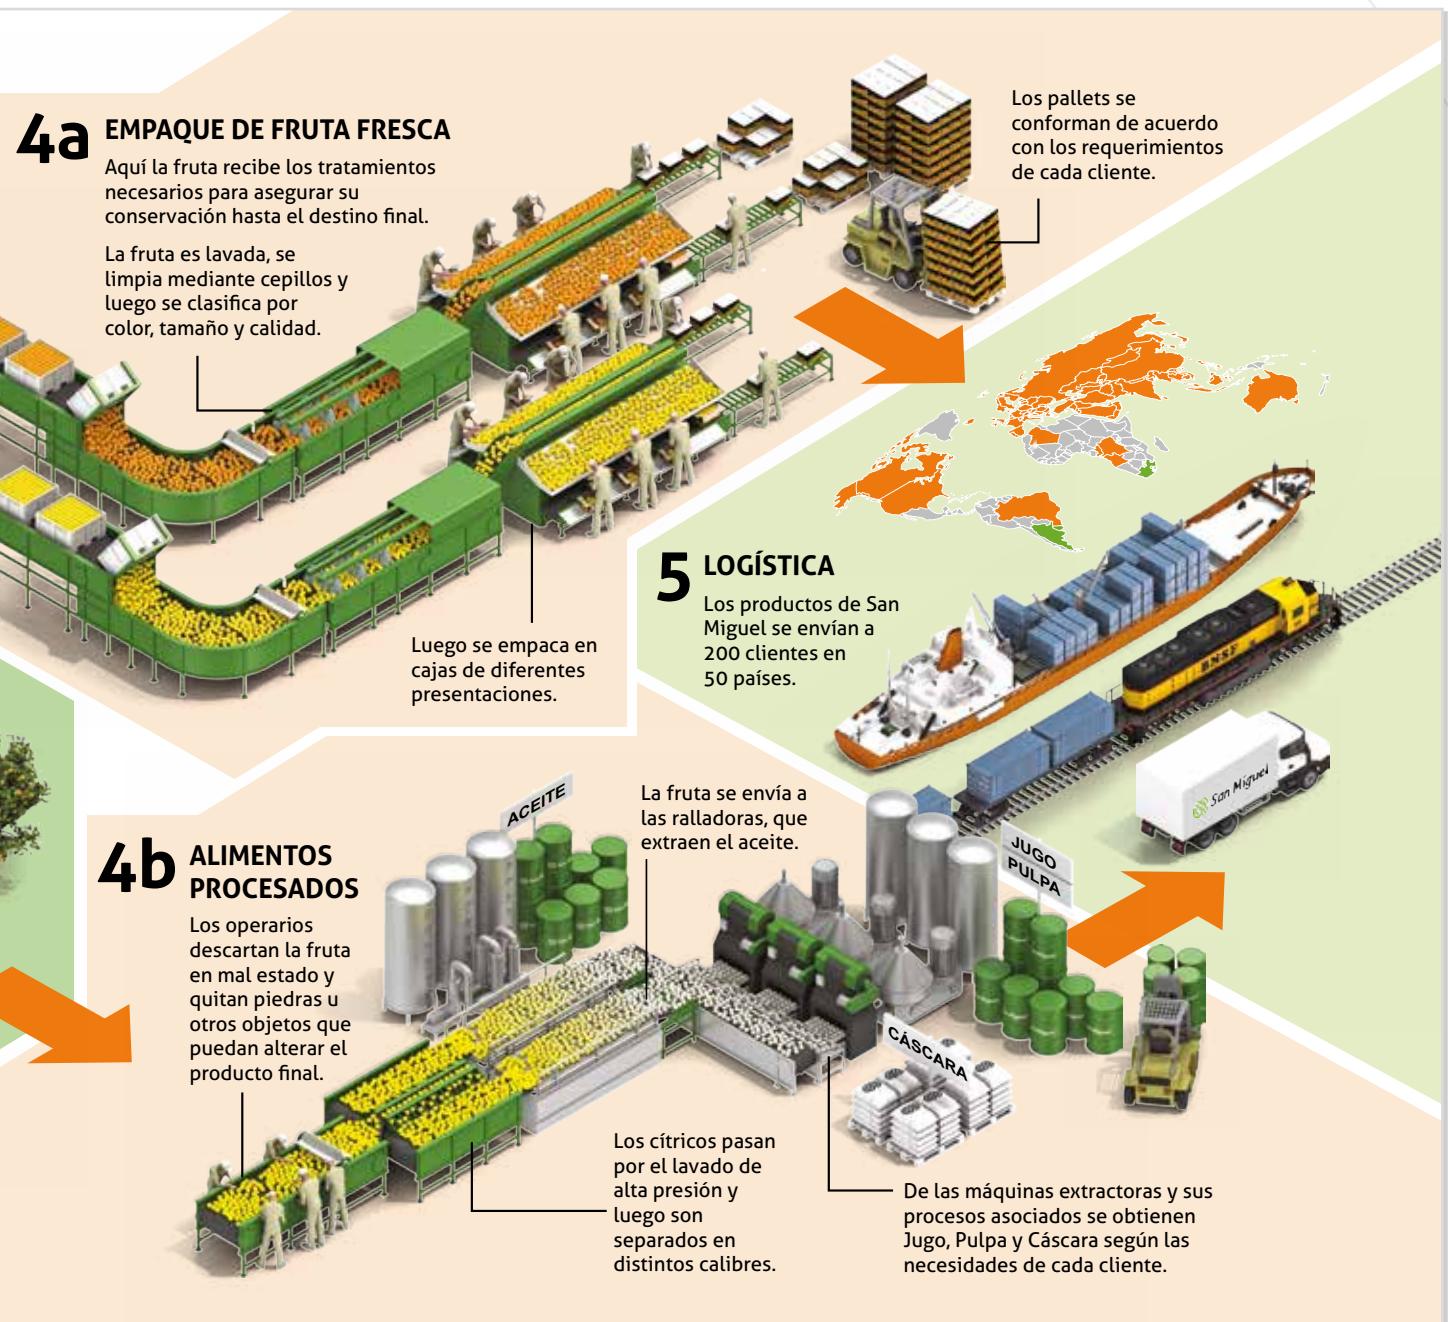 4a
EMPAQUE DE FRUTA FRESCA
Aquí la fruta recibe los tratamientos
necesarios para asegurar su
conservación hasta el destino final.
La fruta es lavada, se
limpia mediante cepillos y
luego se clasifica por
color, tamaño y calidad.
Los pallets se
conforman de acuerdo
con los requerimientos
de cada cliente.
Luego se empaca en
cajas de diferentes
presentaciones.
5
LOGÍSTICA
Los productos de San
Miguel se envían a
200 clientes en
50 países.
BNSF
San Miguel
4b
ALIMENTOS
PROCESADOS
Los operarios
descartan la fruta
en mal estado y
quitan piedras u
otros objetos que
puedan alterar el
producto final.
ACEITE
La fruta se envía a
las ralladoras, que
extraen el aceite.
JUGO
PULPA
CÁSCARA
Los cítricos pasan
por el lavado de
alta presión y
luego son
separados en
distintos calibres.
De las máquinas extractoras y sus
procesos asociados se obtienen
Jugo, Pulpa y Cáscara según las
necesidades de cada cliente.